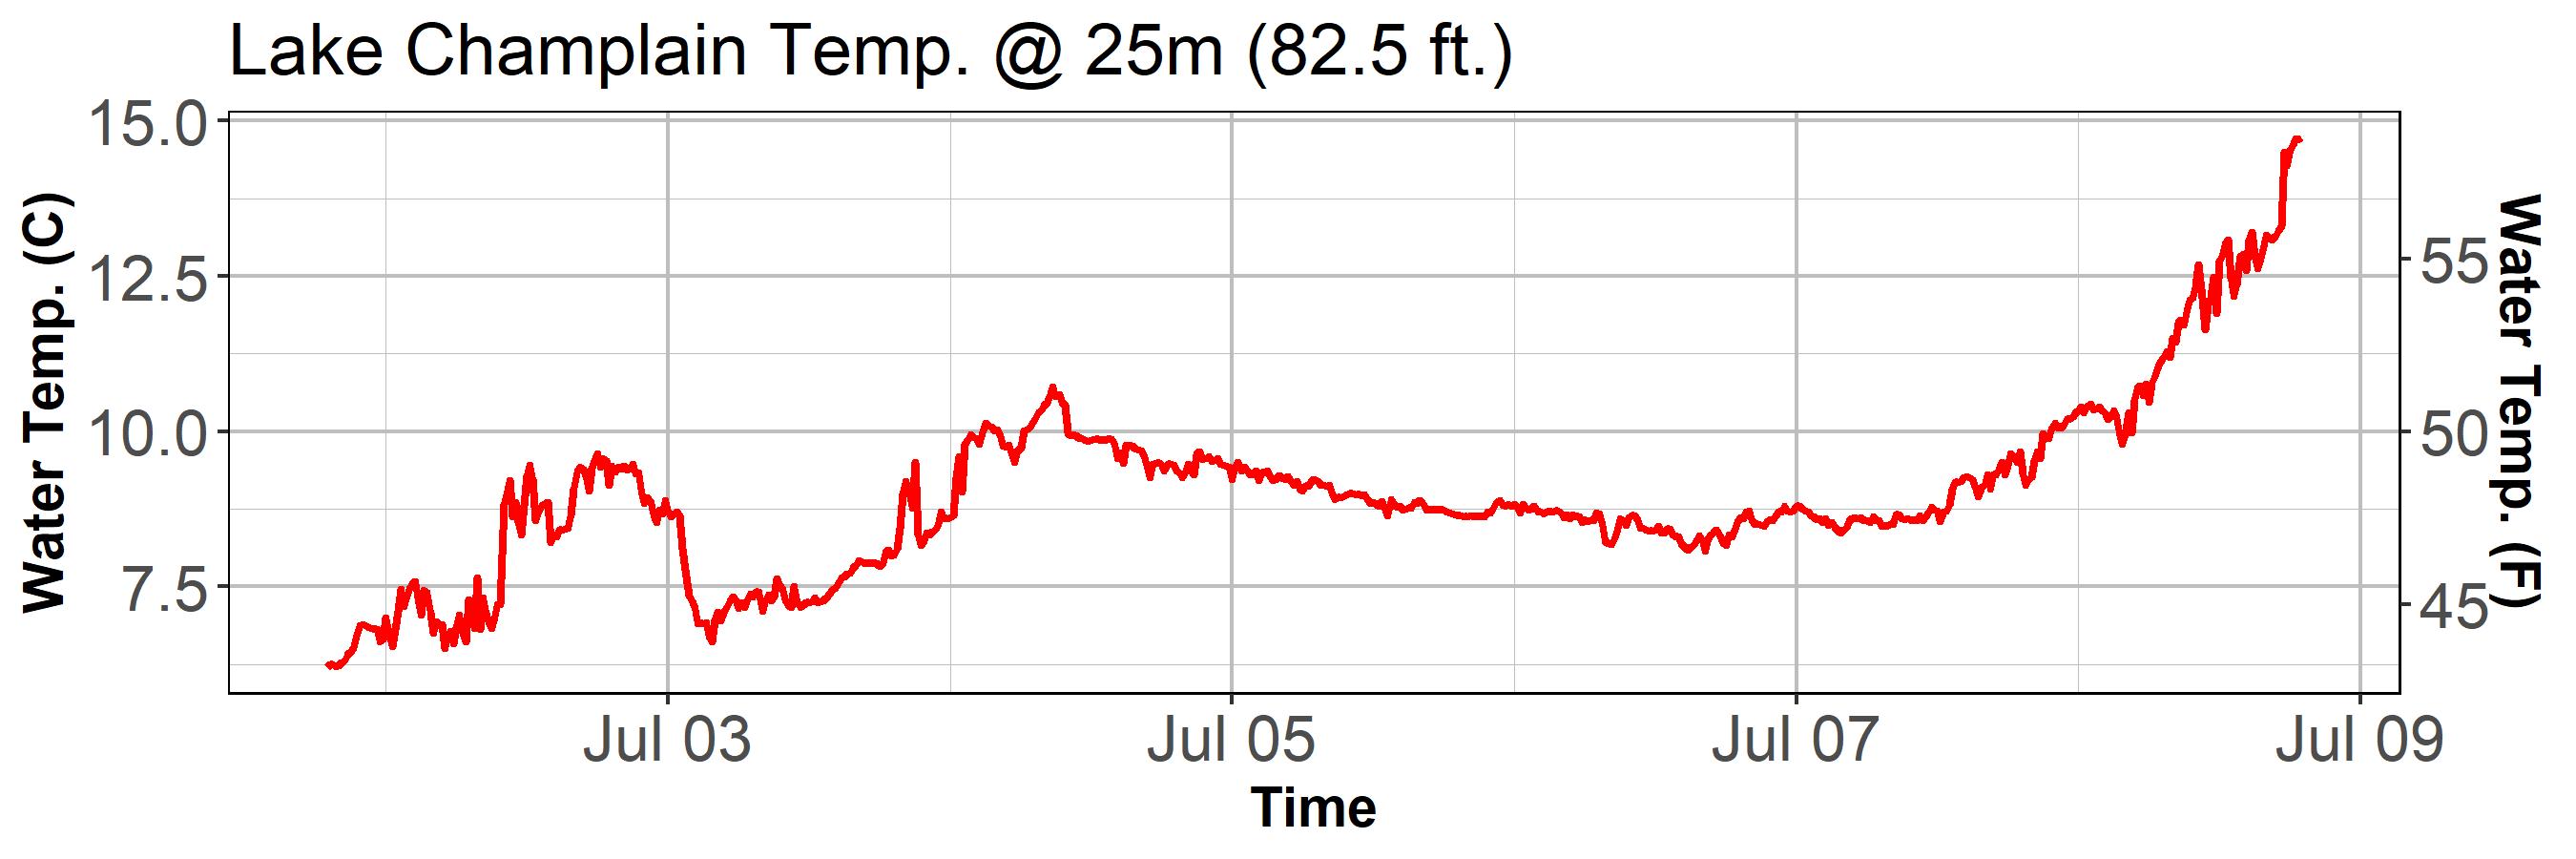 Lake Champlain Temp. @ 25m (82.5 ft.)
Water Temp. (C)
15.0
12.5
10.0
7.5
55
50
45
Water Temp. (F)
Jul 03 Jul 05 Jul 07 Jul 09
Time